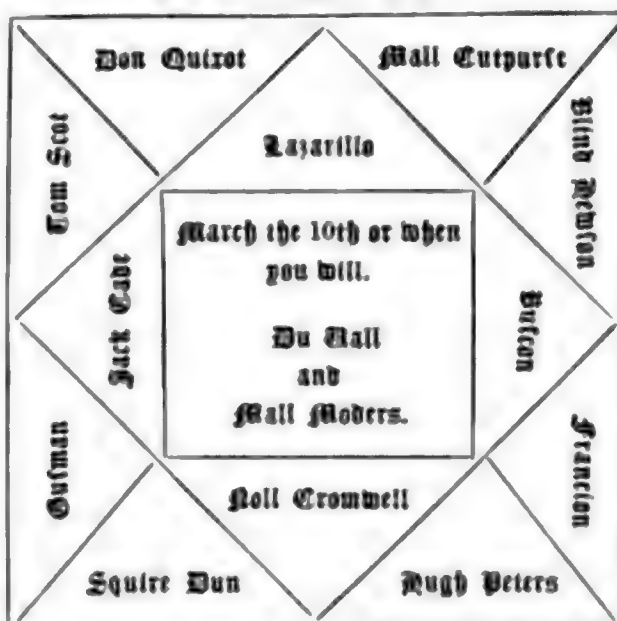 Don Quixot
Mall Cutpurse
Tom Scot
Lazarillo
Blind Hewson
March the 10th or when
you will.
Jack Cade
Buscon
Du Vall
and
Mall Moders.
Gusman
Noll Cromwell
Francion
Squire Dun
Hugh Peters